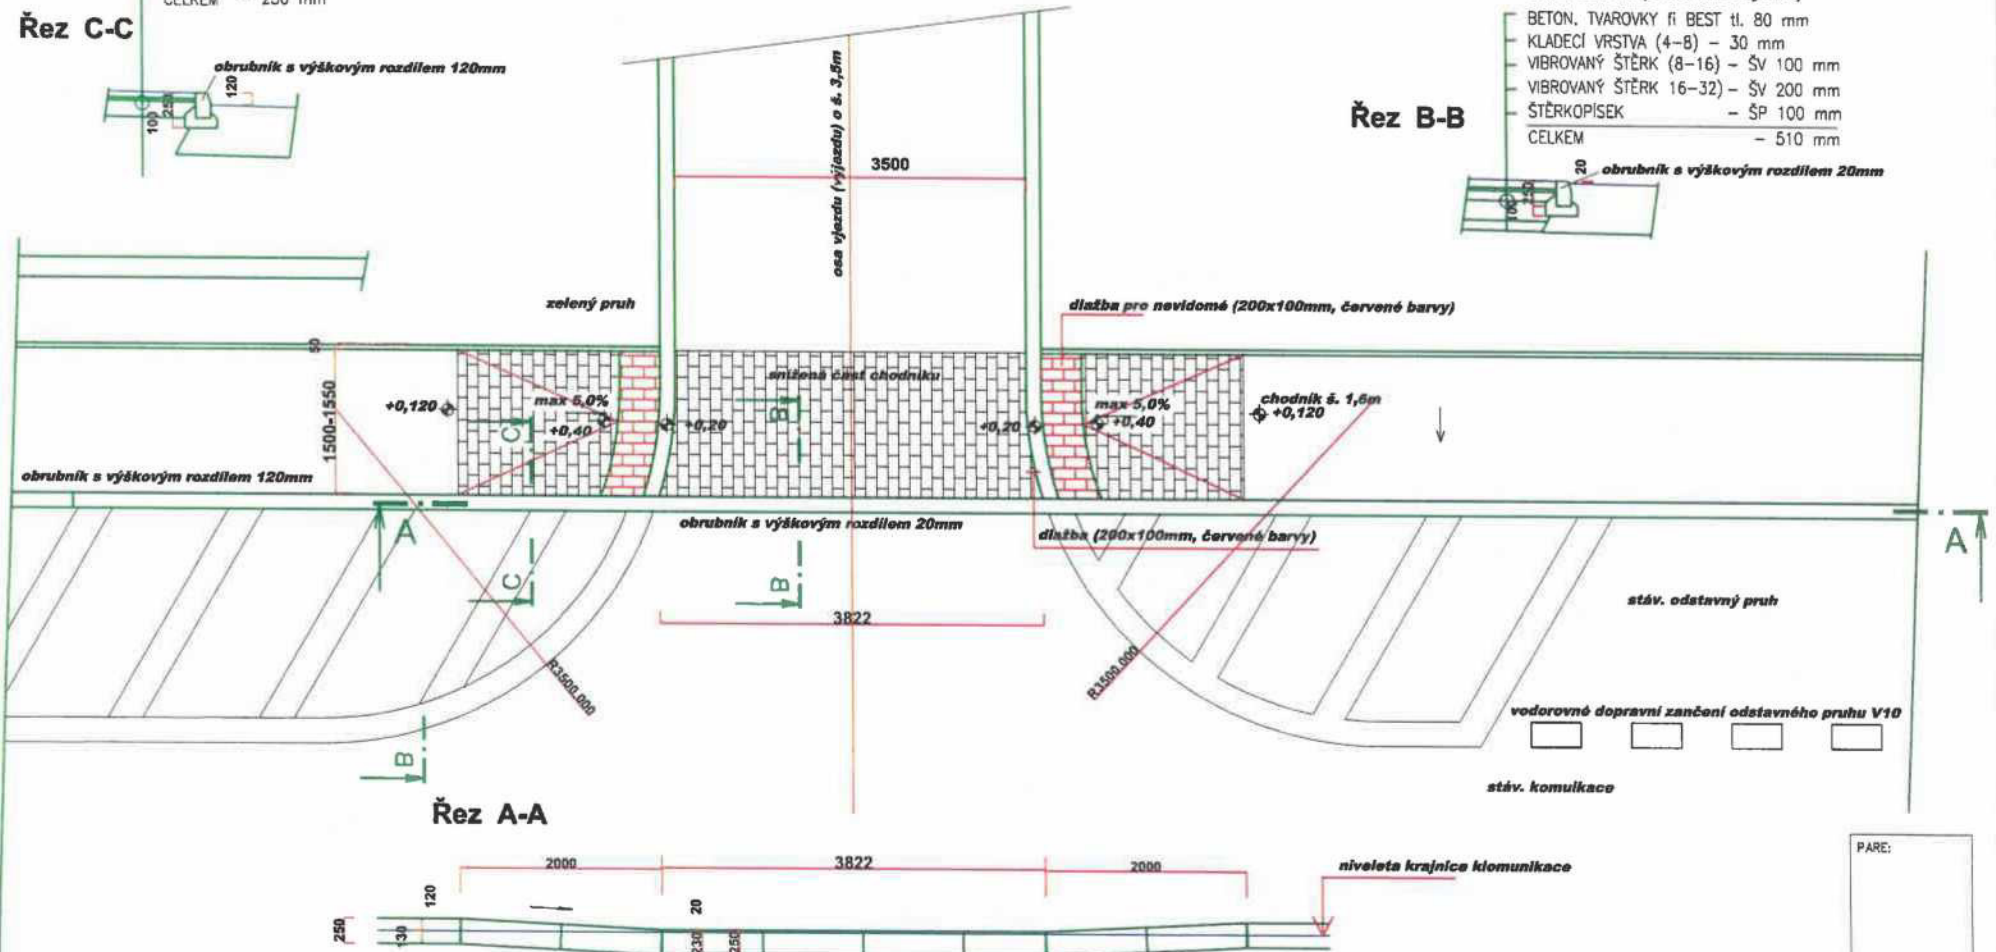 CELKEM – 250 mm
Řez C-C
obrubník s výškovým rozdílem 120mm
120
250
100
osa vjezdu (výjezdu) o š. 3,5m
3500
BETON. TVAROVKY fi BEST tl. 80 mm
KLADECÍ VRSTVA (4-8) – 30 mm
VIBROVANÝ ŠTĚRK (8-16) – ŠV 100 mm
VIBROVANÝ ŠTĚRK 16-32) – ŠV 200 mm
ŠTĚRKOPÍSEK – ŠP 100 mm
CELKEM – 510 mm
Řez B-B
20
obrubník s výškovým rozdílem 20mm
250
100
zelený pruh
dlažba pro nevidomé (200x100mm, červené barvy)
50
1500-1550
snížená část chodníku
+0,120
max 5,0%
+0,40
+0,20
+0,20
max 5,0%
+0,40
chodník š. 1,6m
+0,120
C
B
obrubník s výškovým rozdílem 120mm
obrubník s výškovým rozdílem 20mm
dlažba (200x100mm, červené barvy)
A
A
C
B
3822
stáv. odstavný pruh
R3500,000
R3500,000
vodorovné dopravní zančení odstavného pruhu V10
B
stáv. komuikace
Řez A-A
PARE:
2000
3822
2000
niveleta krajnice klomunikace
120
20
250
130
230
250